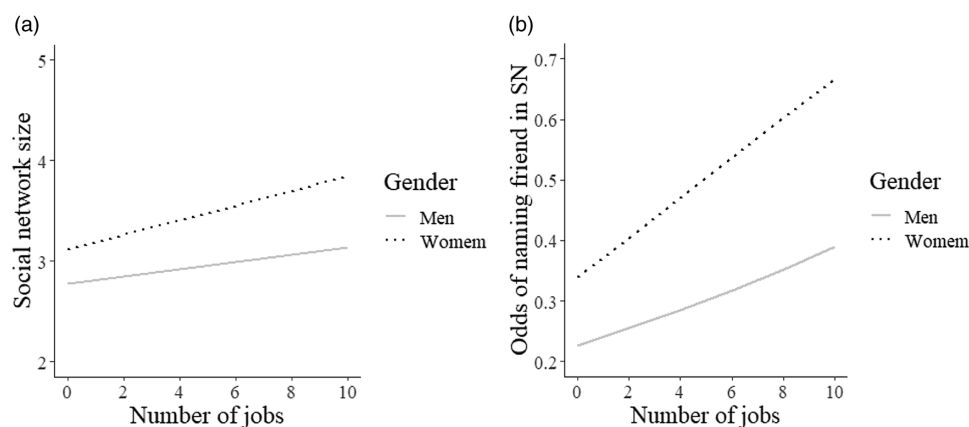 (a)
5
4
3
2
Social network size
0 2 4 6 8 10
Number of jobs
Gender
Men
Womem
(b)
0.7
0.6
0.5
0.4
0.3
0.2
Odds of naming friend in SN
0 2 4 6 8 10
Number of jobs
Gender
Men
Womem